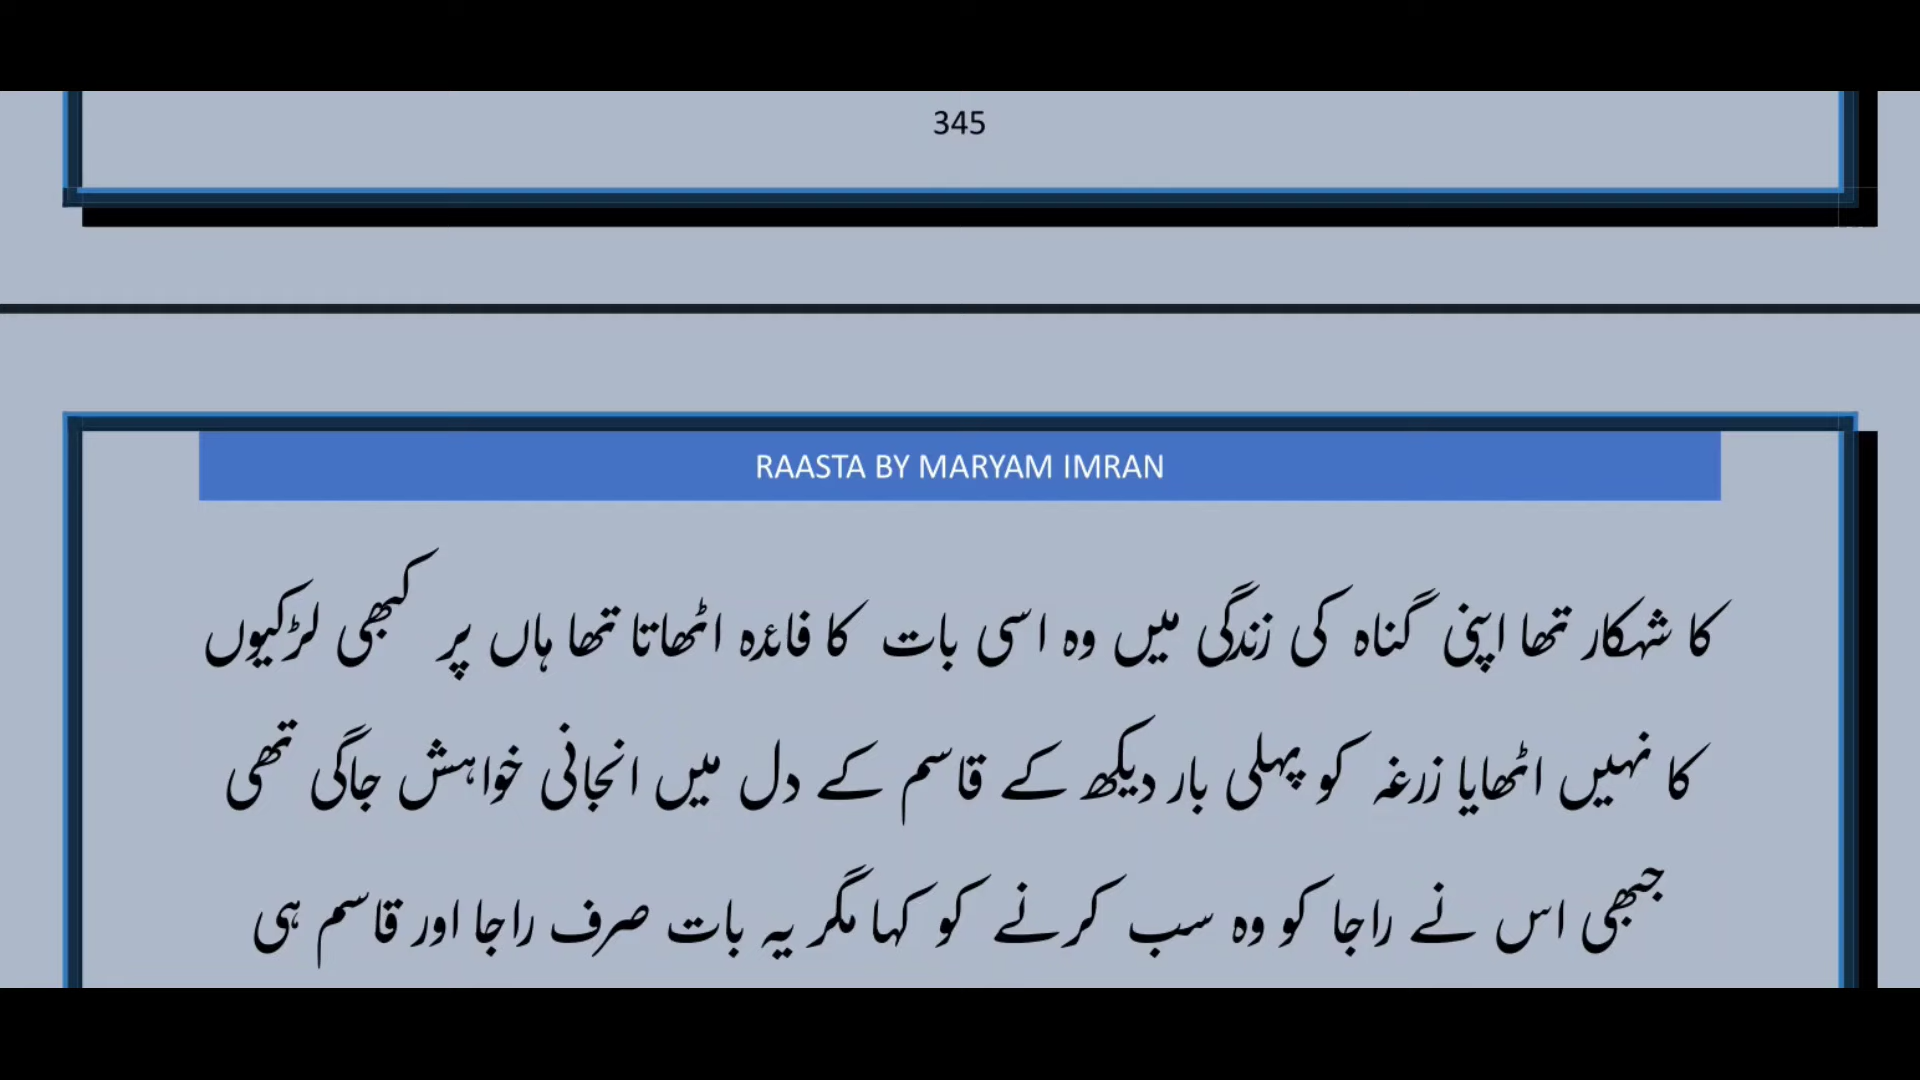 345
RAASTA BY MARYAM IMRAN
کا شہکار تھا اپنی گناہ کی زندگی میں وہ اسی بات کا فائدہ اٹھاتا تھا ہاں پر کبھی لڑکیوں
کا نہیں اٹھایا زرغہ کو پہلی بار دیکھ کے قاسم کے دل میں انجانی خواہش جاگی تھی
جبھی اس نے راجا کو وہ سب کرنے کو کہا مگر یہ بات صرف راجا اور قاسم ہی